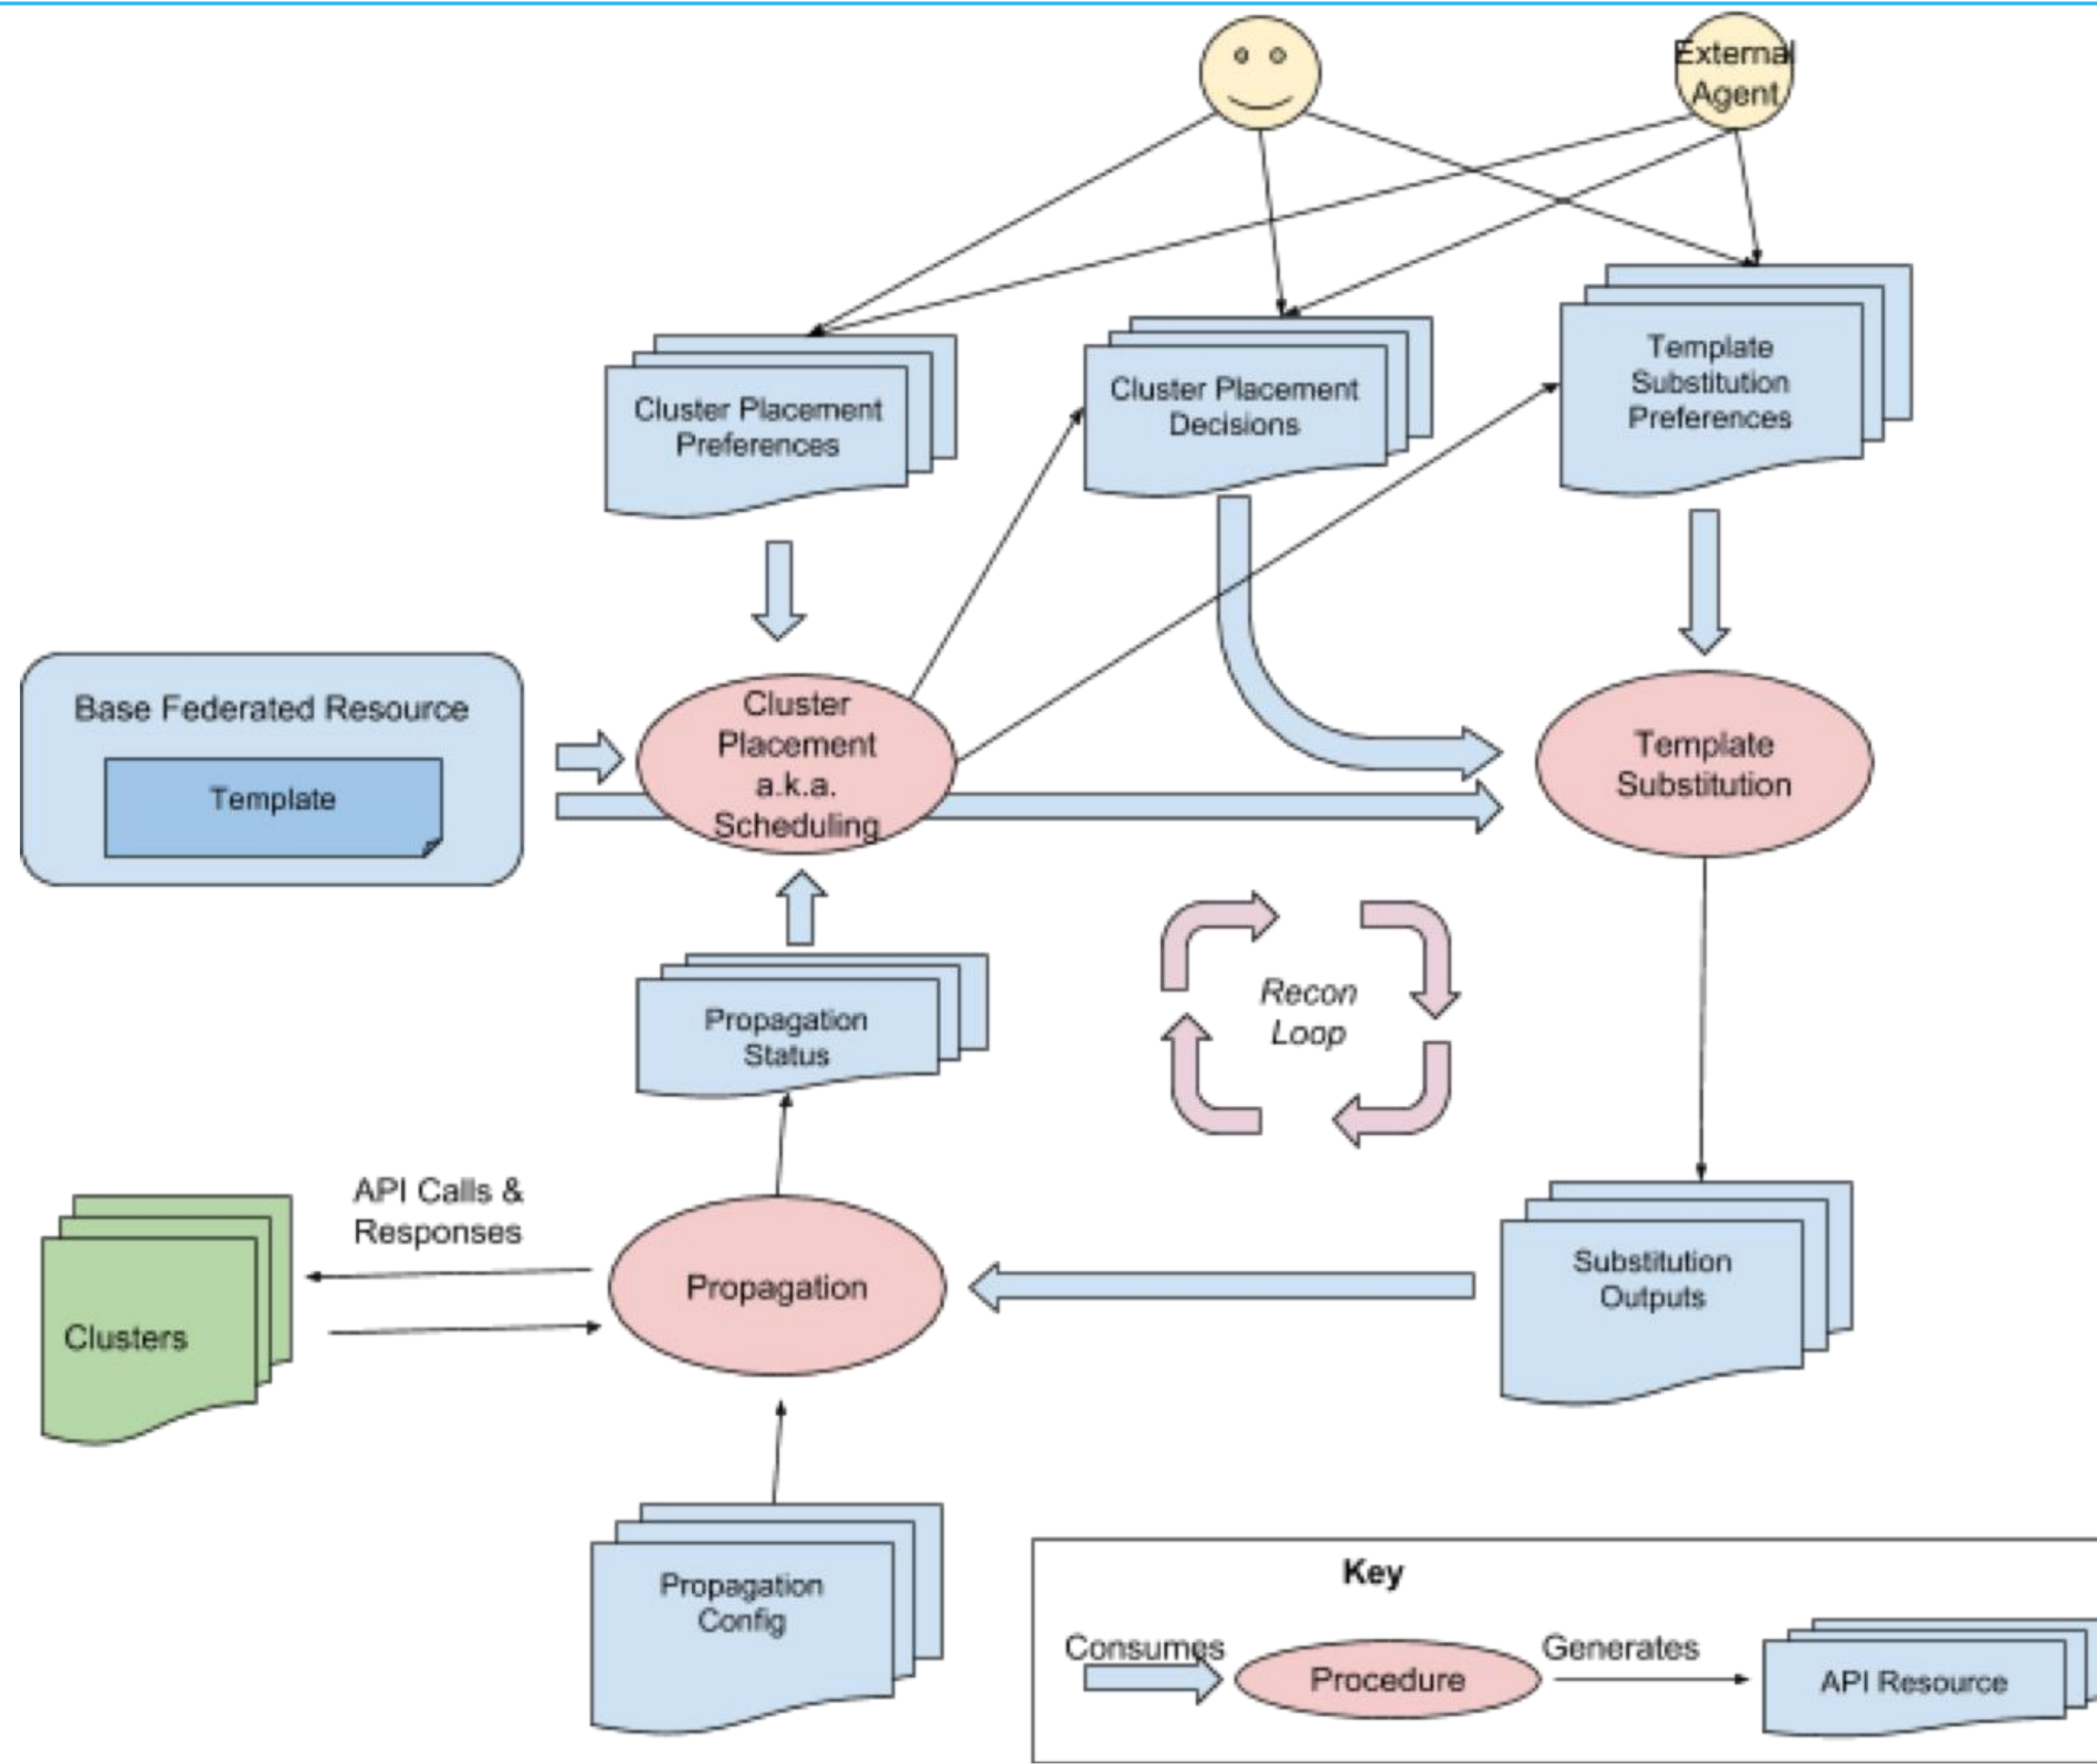 External
Agent
Template
Substitution
Preferences
Cluster Placement
Decisions
Cluster Placement
Preferences
Base Federated Resource
Template
Cluster
Placement
a.k.a.
Scheduling
Template
Substitution
Recon
Loop
Propagation
Status
API Calls &
Responses
Clusters
Propagation
Substitution
Outputs
Propagation
Config
Key
Consumes
Procedure
Generates
API Resource